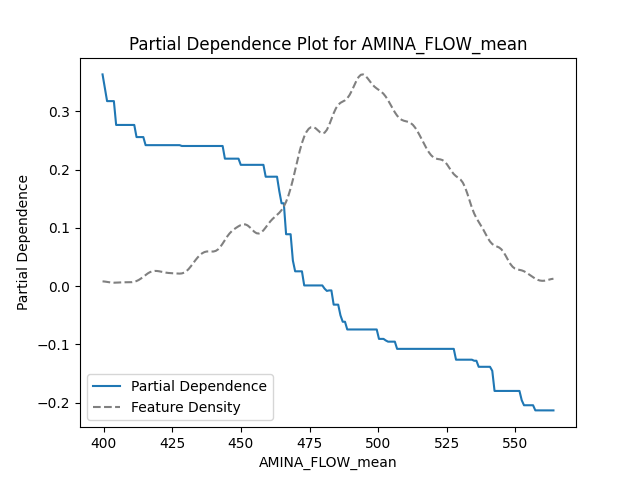 Partial Dependence Plot for AMINA_FLOW_mean
Partial Dependence
0.3
0.2
0.1
0.0
−0.1
−0.2
Partial Dependence
Feature Density
400 425 450 475 500 525 550
AMINA_FLOW_mean